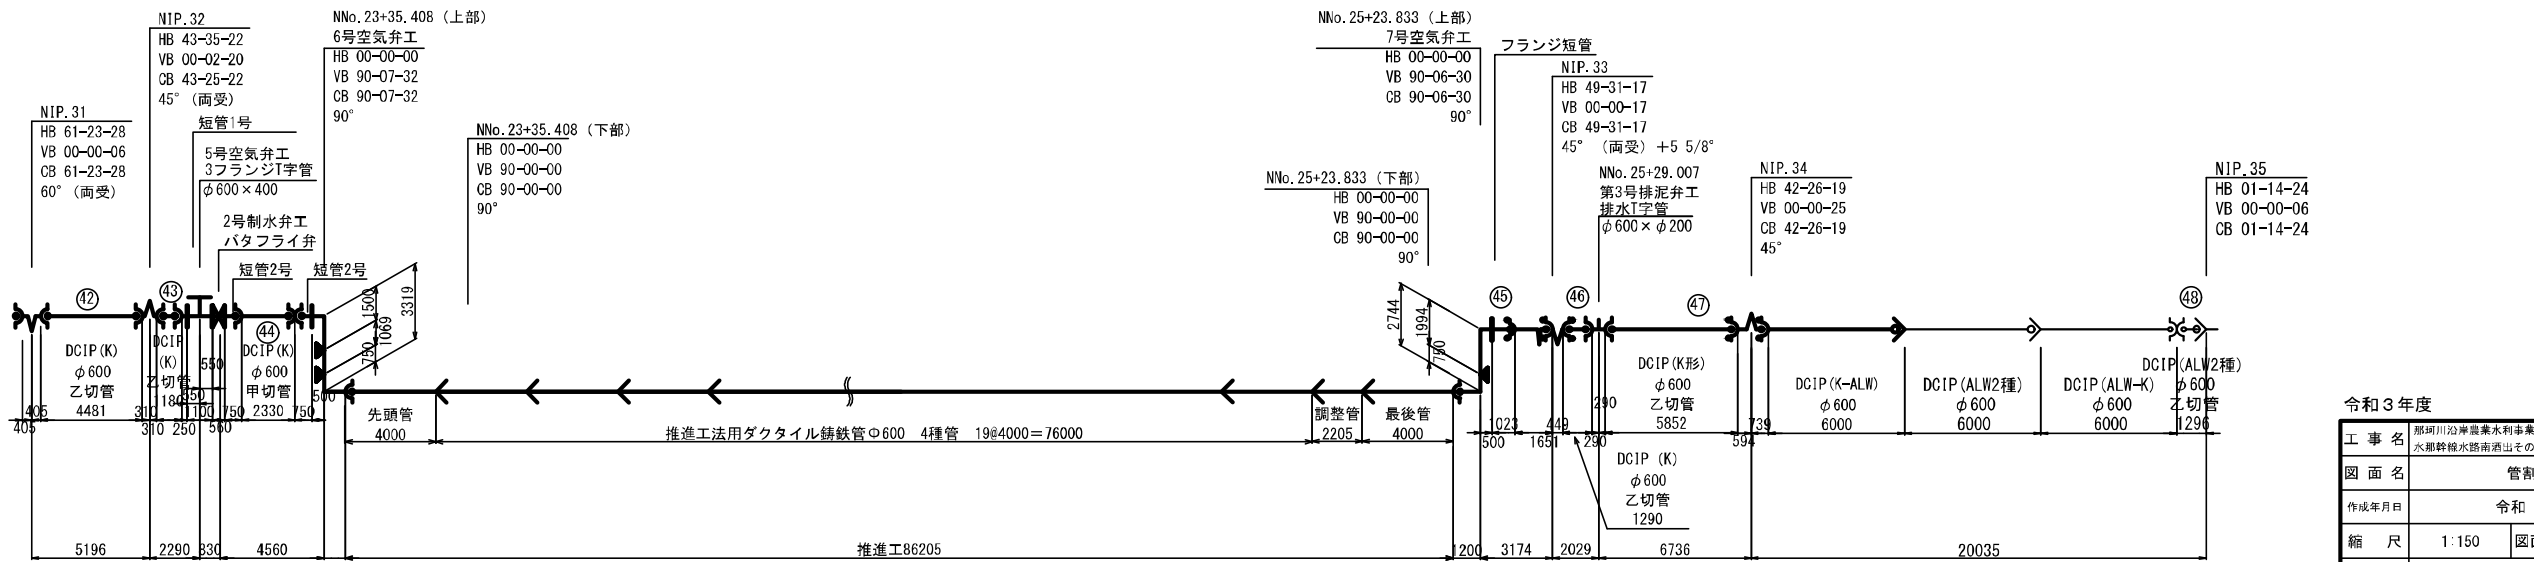 NIP.31
HB 61-23-28
VB 00-00-06
CB 61-23-28
60° (両受)
NIP.32
HB 43-35-22
VB 00-02-20
CB 43-25-22
45° (両受)
短管1号
5号空気弁工
3フランジT字管
φ600×400
2号制水弁工
バタフライ弁
短管2号
短管2号
NNo.23+35.408 (上部)
6号空気弁工
HB 00-00-00
VB 90-07-32
CB 90-07-32
90°
NNo.23+35.408 (下部)
HB 00-00-00
VB 90-00-00
CB 90-00-00
90°
NNo.25+23.833 (上部)
7号空気弁工
HB 00-00-00
VB 90-06-30
CB 90-06-30
90°
NNo.25+23.833 (下部)
HB 00-00-00
VB 90-00-00
CB 90-00-00
90°
フランジ短管
NIP.33
HB 49-31-17
VB 00-00-17
CB 49-31-17
45° (両受) +5 5/8°
NNo.25+29.007
第3号排泥弁工
排水T字管
φ600×φ200
NIP.34
HB 42-26-19
VB 00-00-25
CB 42-26-19
45°
NIP.35
HB 01-14-24
VB 00-00-06
CB 01-14-24
42
43
44
45
46
47
48
1500
3319
1069
750
2744
1994
750
DCIP(K)
φ600
乙切管
4481
DCIP
(K)
乙切管
1180
550
550
DCIP(K)
φ600
甲切管
2330
405
405
310
310
250
1100
560
750
750
500
先頭管
4000
推進工法用ダクタイル鋳鉄管Φ600 4種管 19@4000=76000
調整管
2205
最後管
4000
500
1023
1651
449
290
290
DCIP(K形)
φ600
乙切管
5852
594
739
DCIP (K)
φ600
乙切管
1290
DCIP(K-ALW)
φ600
6000
DCIP(ALW2種)
φ600
6000
DCIP(ALW-K)
φ600
6000
DCIP(ALW2種)
φ600
乙切管
1296
5196
2290
830
4560
推進工86205
1200
3174
2029
6736
20035
令和3年度
工事名
那珂川沿岸農業水利事業
水那幹線水路南酒出その
図面名
管割
作成年月日
令和
縮尺
1:150
図面